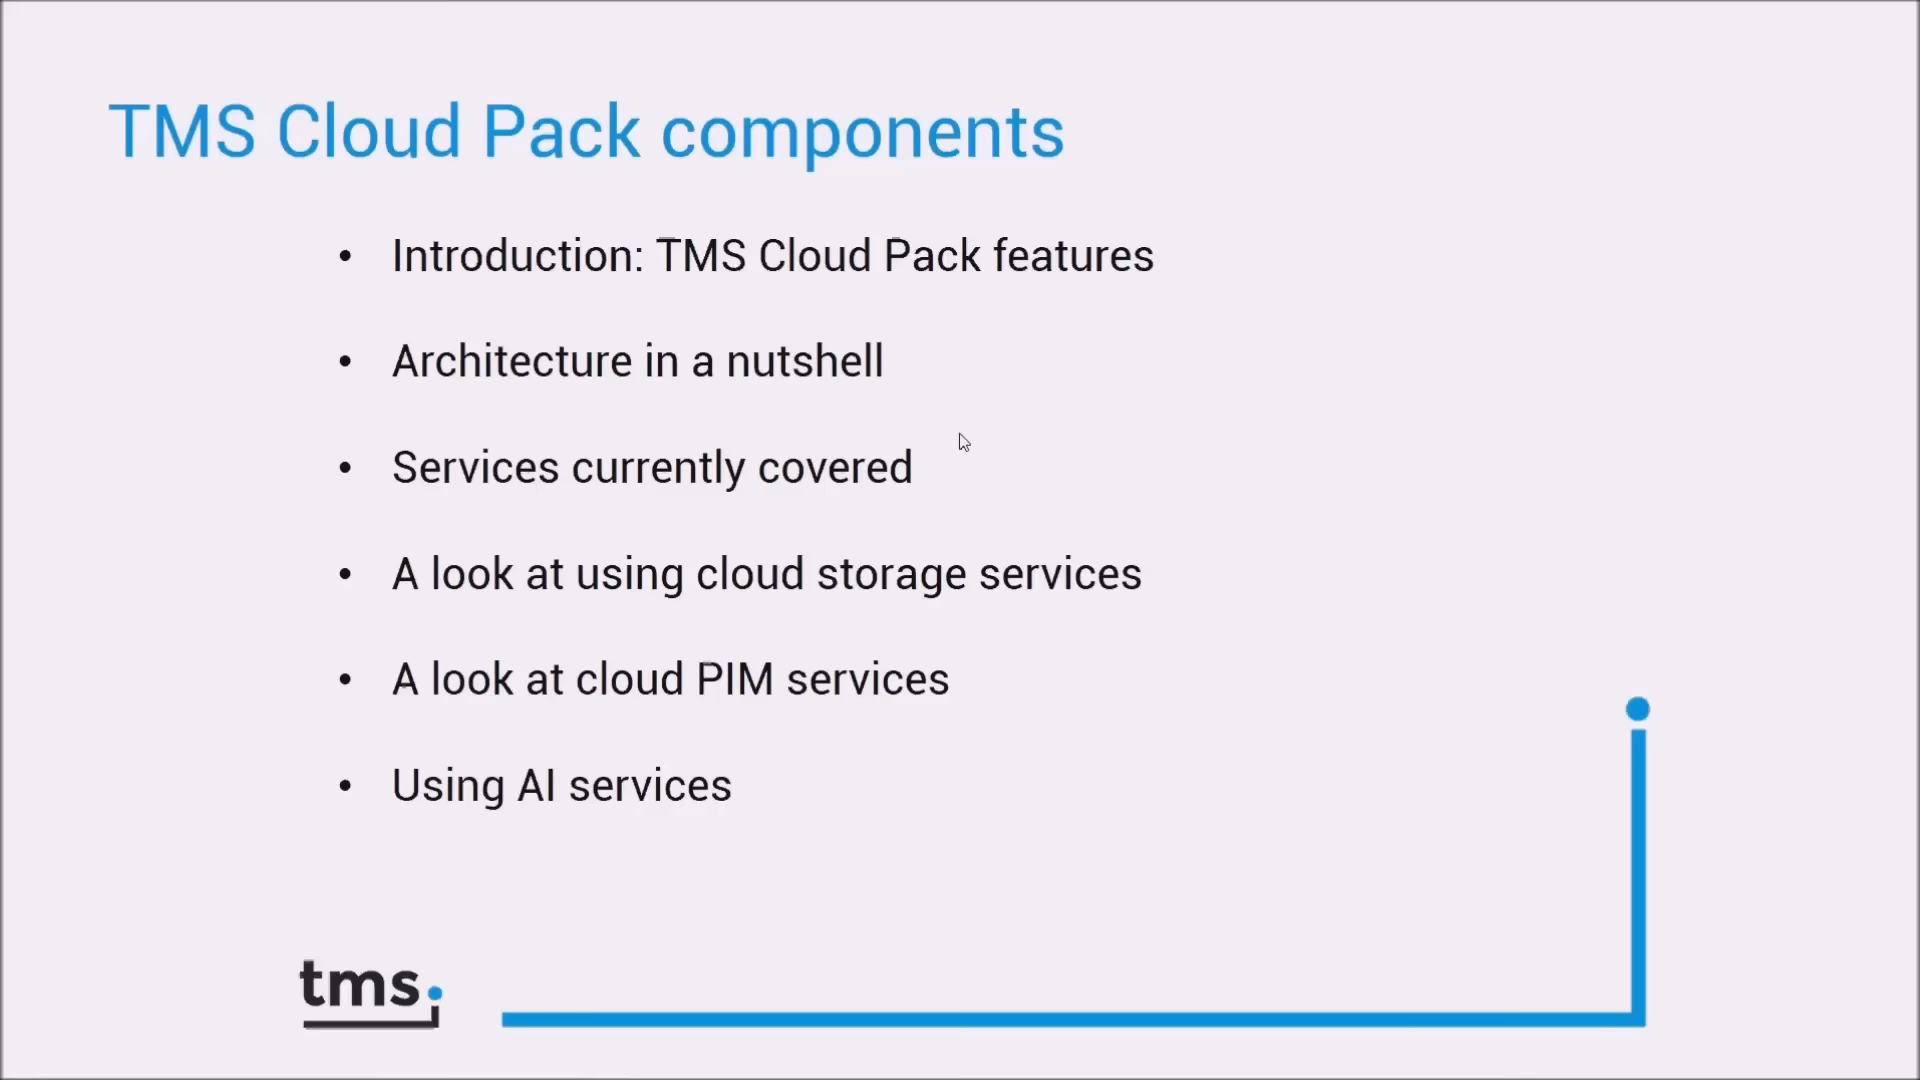 TMS Cloud Pack components
• Introduction: TMS Cloud Pack features
• Architecture in a nutshell
• Services currently covered
• A look at using cloud storage services
• A look at cloud PIM services
• Using AI services
tms